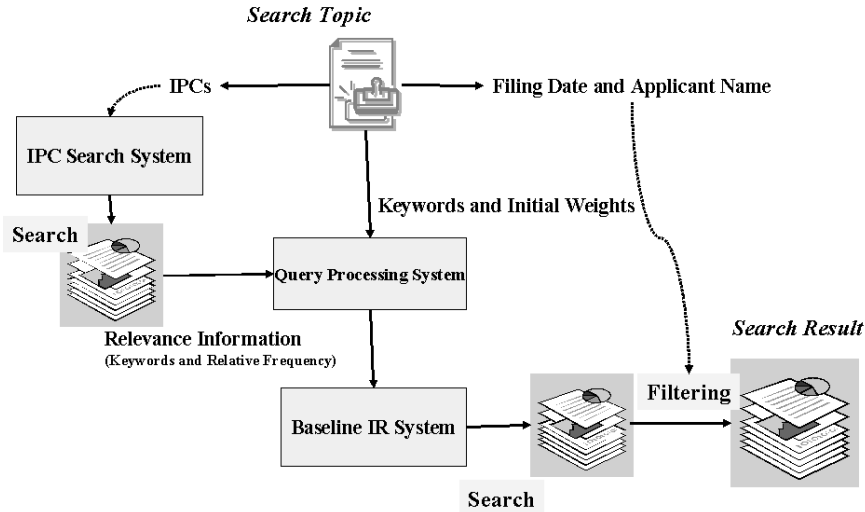 Search Topic
IPCs
Filing Date and Applicant Name
IPC Search System
Keywords and Initial Weights
Search
Query Processing System
Relevance Information
(Keywords and Relative Frequency)
Search Result
Filtering
Baseline IR System
Search